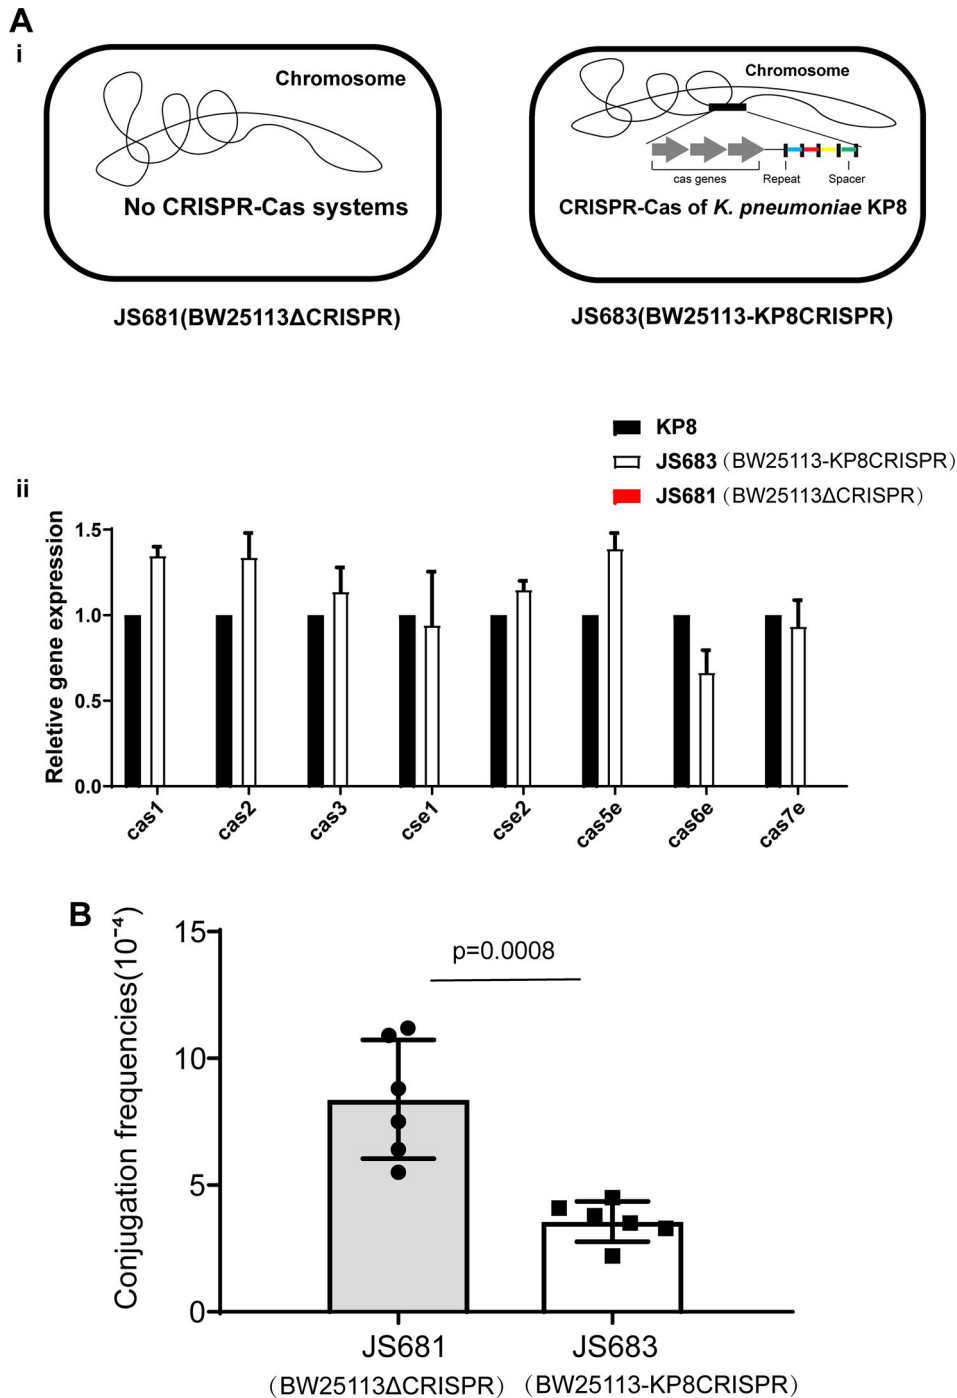 A
i
Chromosome
No CRISPR-Cas systems
JS681(BW25113ΔCRISPR)
Chromosome
cas genes
Repeat
Spacer
CRISPR-Cas of K. pneumoniae KP8
JS683(BW25113-KP8CRISPR)
KP8
JS683（BW25113-KP8CRISPR）
JS681（BW25113ΔCRISPR）
ii
Reletive gene expression
1.5
1.0
0.5
0.0
cas1
cas2
cas3
cse1
cse2
cas5e
cas6e
cas7e
B
Conjugation frequencies(10⁻⁴)
15
10
5
0
p=0.0008
JS681
（BW25113ΔCRISPR）
JS683
（BW25113-KP8CRISPR）